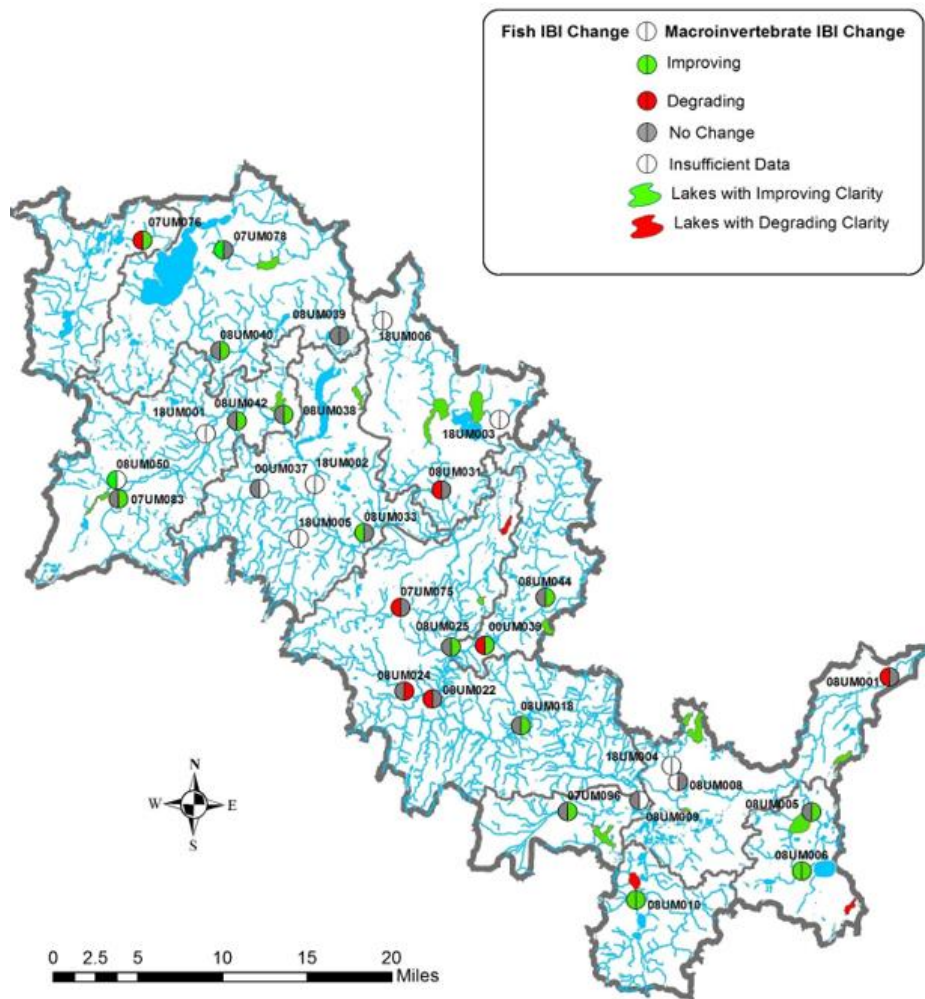 Fish IBI Change Macroinvertebrate IBI Change
Improving
Degrading
No Change
Insufficient Data
Lakes with Improving Clarity
Lakes with Degrading Clarity
07UM076
07UM078
08UM039
18UM006
08UM040
08UM042
08UM038
18UM001
18UM003
08UM050
07UM083
00UM037
18UM002
08UM031
18UM005
08UM033
07UM075
08UM044
08UM025
00UM039
08UM024
08UM022
08UM018
08UM001
18UM004
08UM008
07UM096
08UM009
08UM005
08UM006
08UM010
N
W E
S
0 2.5 5 10 15 20
Miles